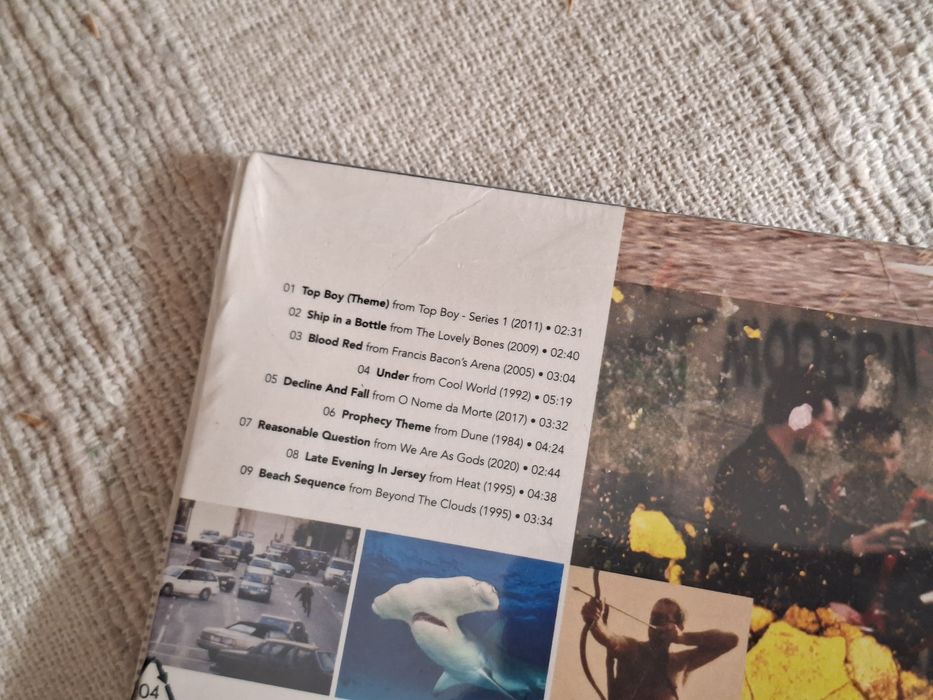 01 Top Boy (Theme) from Top Boy - Series 1 (2011) • 02:31
02 Ship in a Bottle from The Lovely Bones (2009) • 02:40
03 Blood Red from Francis Bacon's Arena (2005) • 03:04
04 Under from Cool World (1992) • 05:19
05 Decline And Fall from O Nome da Morte (2017) • 03:32
06 Prophecy Theme from Dune (1984) • 04:24
07 Reasonable Question from We Are As Gods (2020) • 02:44
08 Late Evening In Jersey from Heat (1995) • 04:38
09 Beach Sequence from Beyond The Clouds (1995) • 03:34
04